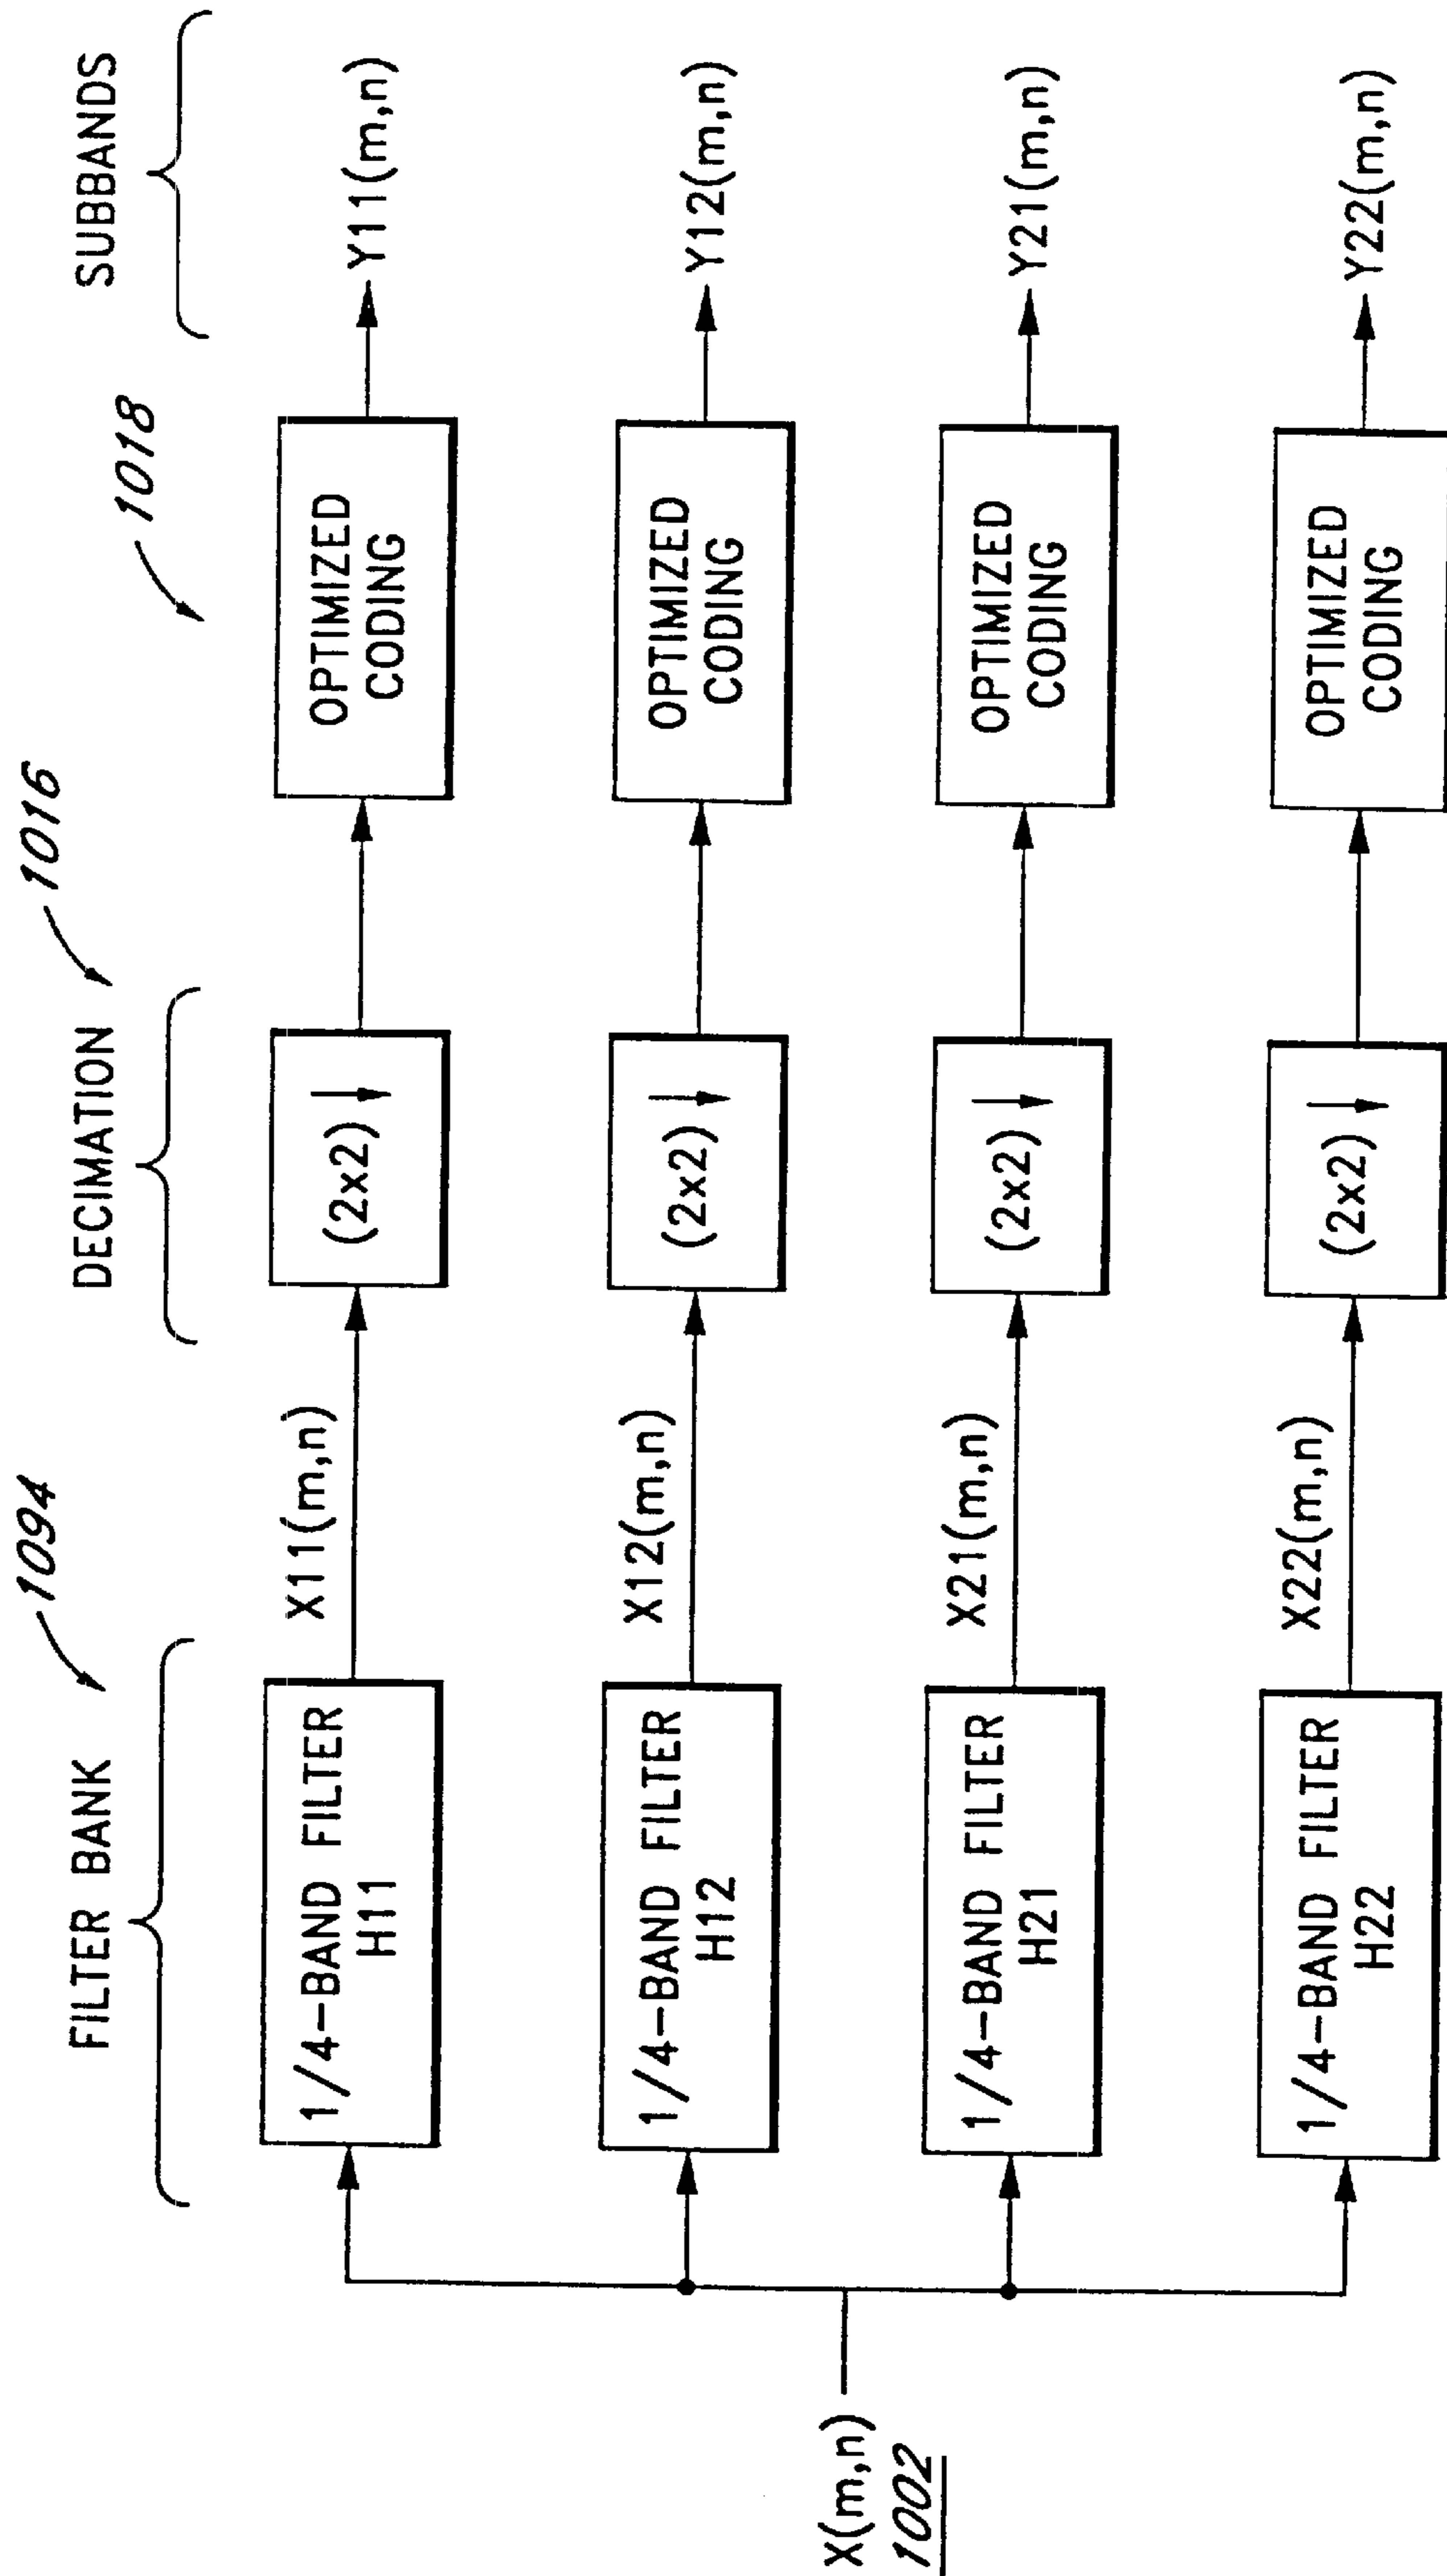 FILTER BANK
1094
DECIMATION
1016
1018
SUBBANDS
X(m,n)
1002
1/4-BAND FILTER
H11
X11(m,n)
(2x2)
OPTIMIZED
CODING
Y11(m,n)
1/4-BAND FILTER
H12
X12(m,n)
(2x2)
OPTIMIZED
CODING
Y12(m,n)
1/4-BAND FILTER
H21
X21(m,n)
(2x2)
OPTIMIZED
CODING
Y21(m,n)
1/4-BAND FILTER
H22
X22(m,n)
(2x2)
OPTIMIZED
CODING
Y22(m,n)